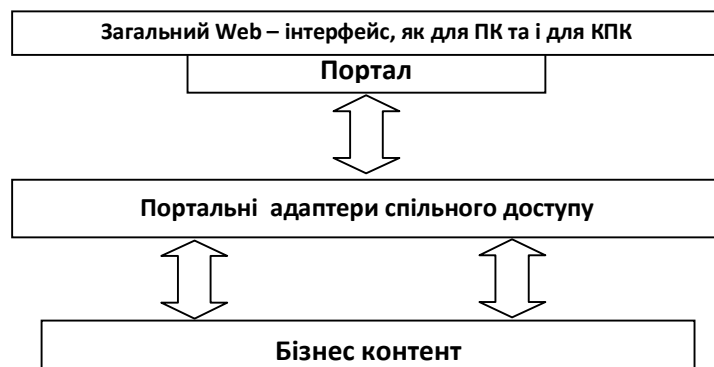 Загальний Web – інтерфейс, як для ПК та і для КПК
Портал
Портальні адаптери спільного доступу
Бізнес контент